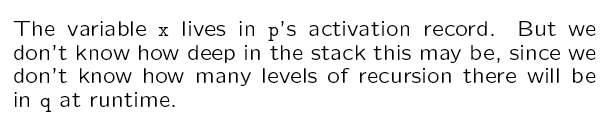 The variable x lives in p's activation record. But we
don't know how deep in the stack this may be, since we
don't know how many levels of recursion there will be
in q at runtime.